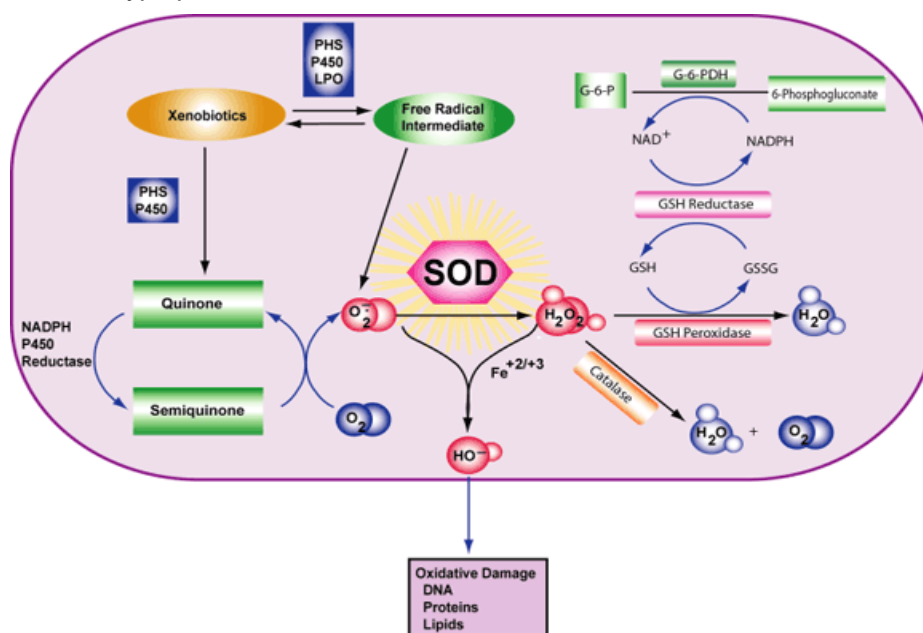 PHS
P450
LPO
Xenobiotics
Free Radical
Intermediate
G-6-P
G-6-PDH
6-Phosphogluconate
NAD+
NADPH
PHS
P450
GSH Reductase
SOD
GSH
GSSG
Quinone
O2−
H2O2
GSH Peroxidase
H2O
NADPH
P450
Reductase
Fe+2/+3
Catalase
Semiquinone
O2
H2O + O2
HO−
Oxidative Damage
DNA
Proteins
Lipids